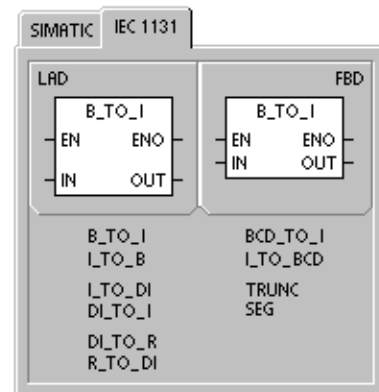 SIMATIC IEC 1131
LAD FBD
B_TO_I B_TO_I
EN ENO EN ENO
IN OUT IN OUT
B_TO_I BCD_TO_I
I_TO_B I_TO_BCD
I_TO_DI TRUNC
DI_TO_I SEG
DI_TO_R
R_TO_DI